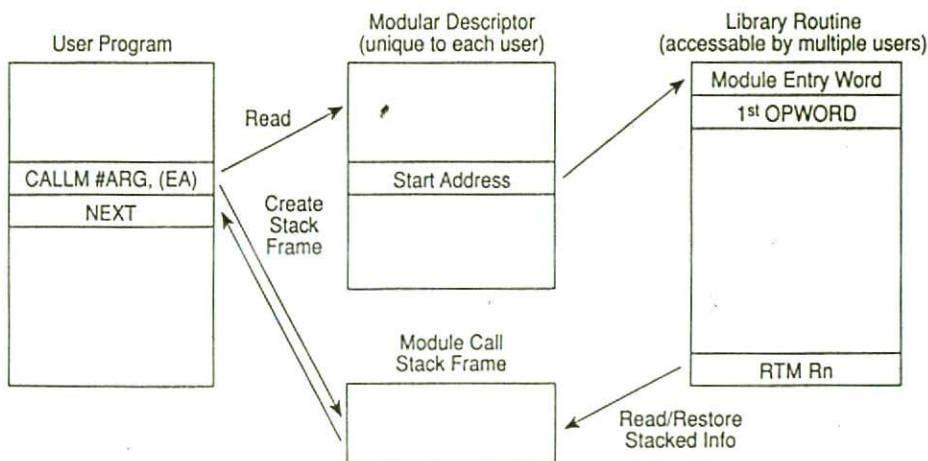 User Program
CALLM #ARG, (EA)
NEXT
Read
Create
Stack
Frame
Modular Descriptor
(unique to each user)
Start Address
Module Call
Stack Frame
Library Routine
(accessable by multiple users)
Module Entry Word
1st OPWORD
RTM Rn
Read/Restore
Stacked Info